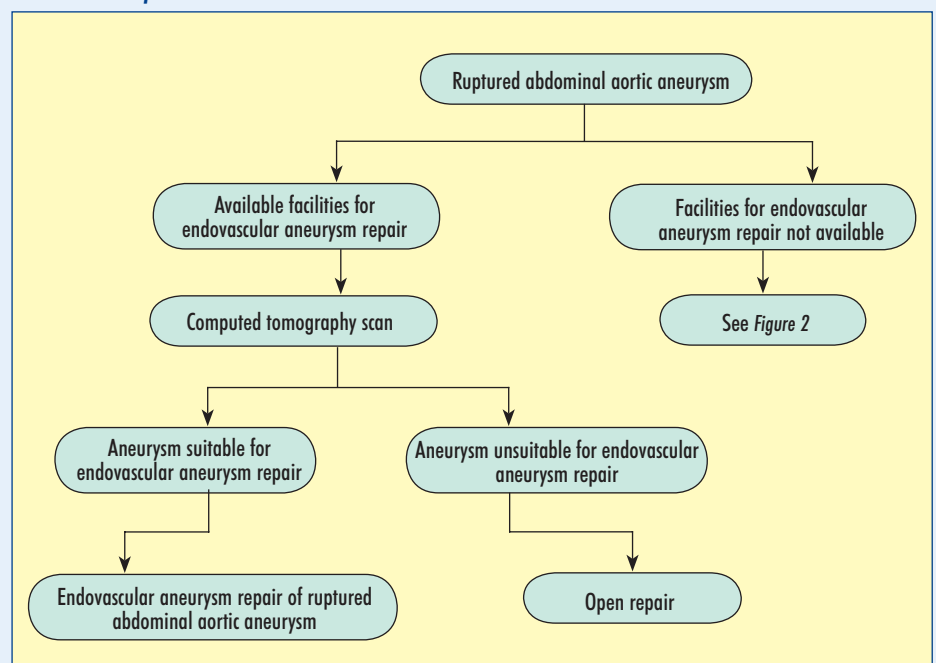 Ruptured abdominal aortic aneurysm
Available facilities for
endovascular aneurysm repair
Facilities for endovascular
aneurysm repair not available
Computed tomography scan
See Figure 2
Aneurysm suitable for
endovascular aneurysm repair
Aneurysm unsuitable for endovascular
aneurysm repair
Endovascular aneurysm repair of ruptured
abdominal aortic aneurysm
Open repair